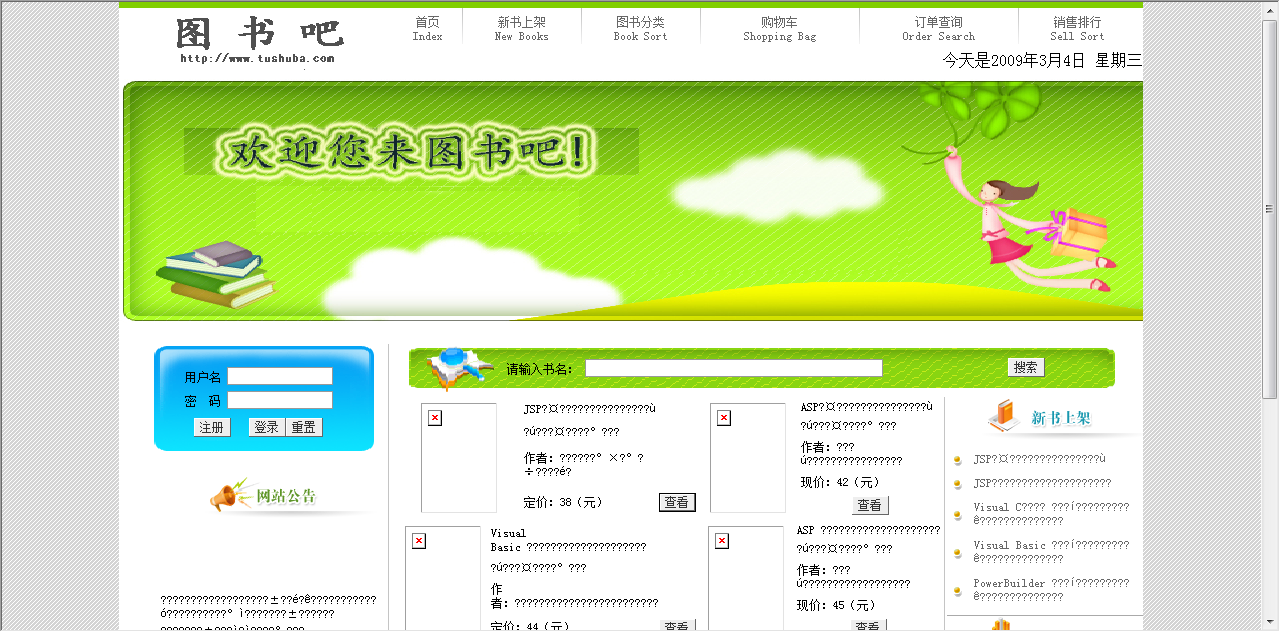 图 书 吧
http://www.tushuba.com
首页 新书上架 图书分类 购物车 订单查询 销售排行
Index New Books Book Sort Shopping Bag Order Search Sell Sort
今天是2009年3月4日 星期三
欢迎您来图书吧!
用户名
密 码
注册 登录 重置
网站公告
????????????????±??éº?ê???????????
请输入书名: 搜索
JSP?¤???????????????ù
?ú???¤????° ???
作者: ??????° ×?° ?
÷????é?
定价: 38（元） 查看
ASP?¤???????????????ù
?ú???¤????° ???
作者: ???
ú????????????????
现价: 42（元）
查看
Visual
Basic ????????????????????
?ú???¤????° ???
作
者: ????????????????????????
定价: 44（元） 查看
ASP ????????????????????
?ú???¤????° ???
作者: ???
ú??????????????????
现价: 45（元）
查看
新书上架
JSP?¤???????????????ù
JSP????????????????????
Visual C???? ???í?????????
ê??????????????
Visual Basic ???í?????????
ê??????????????
PowerBuilder ???í?????????
ê??????????????